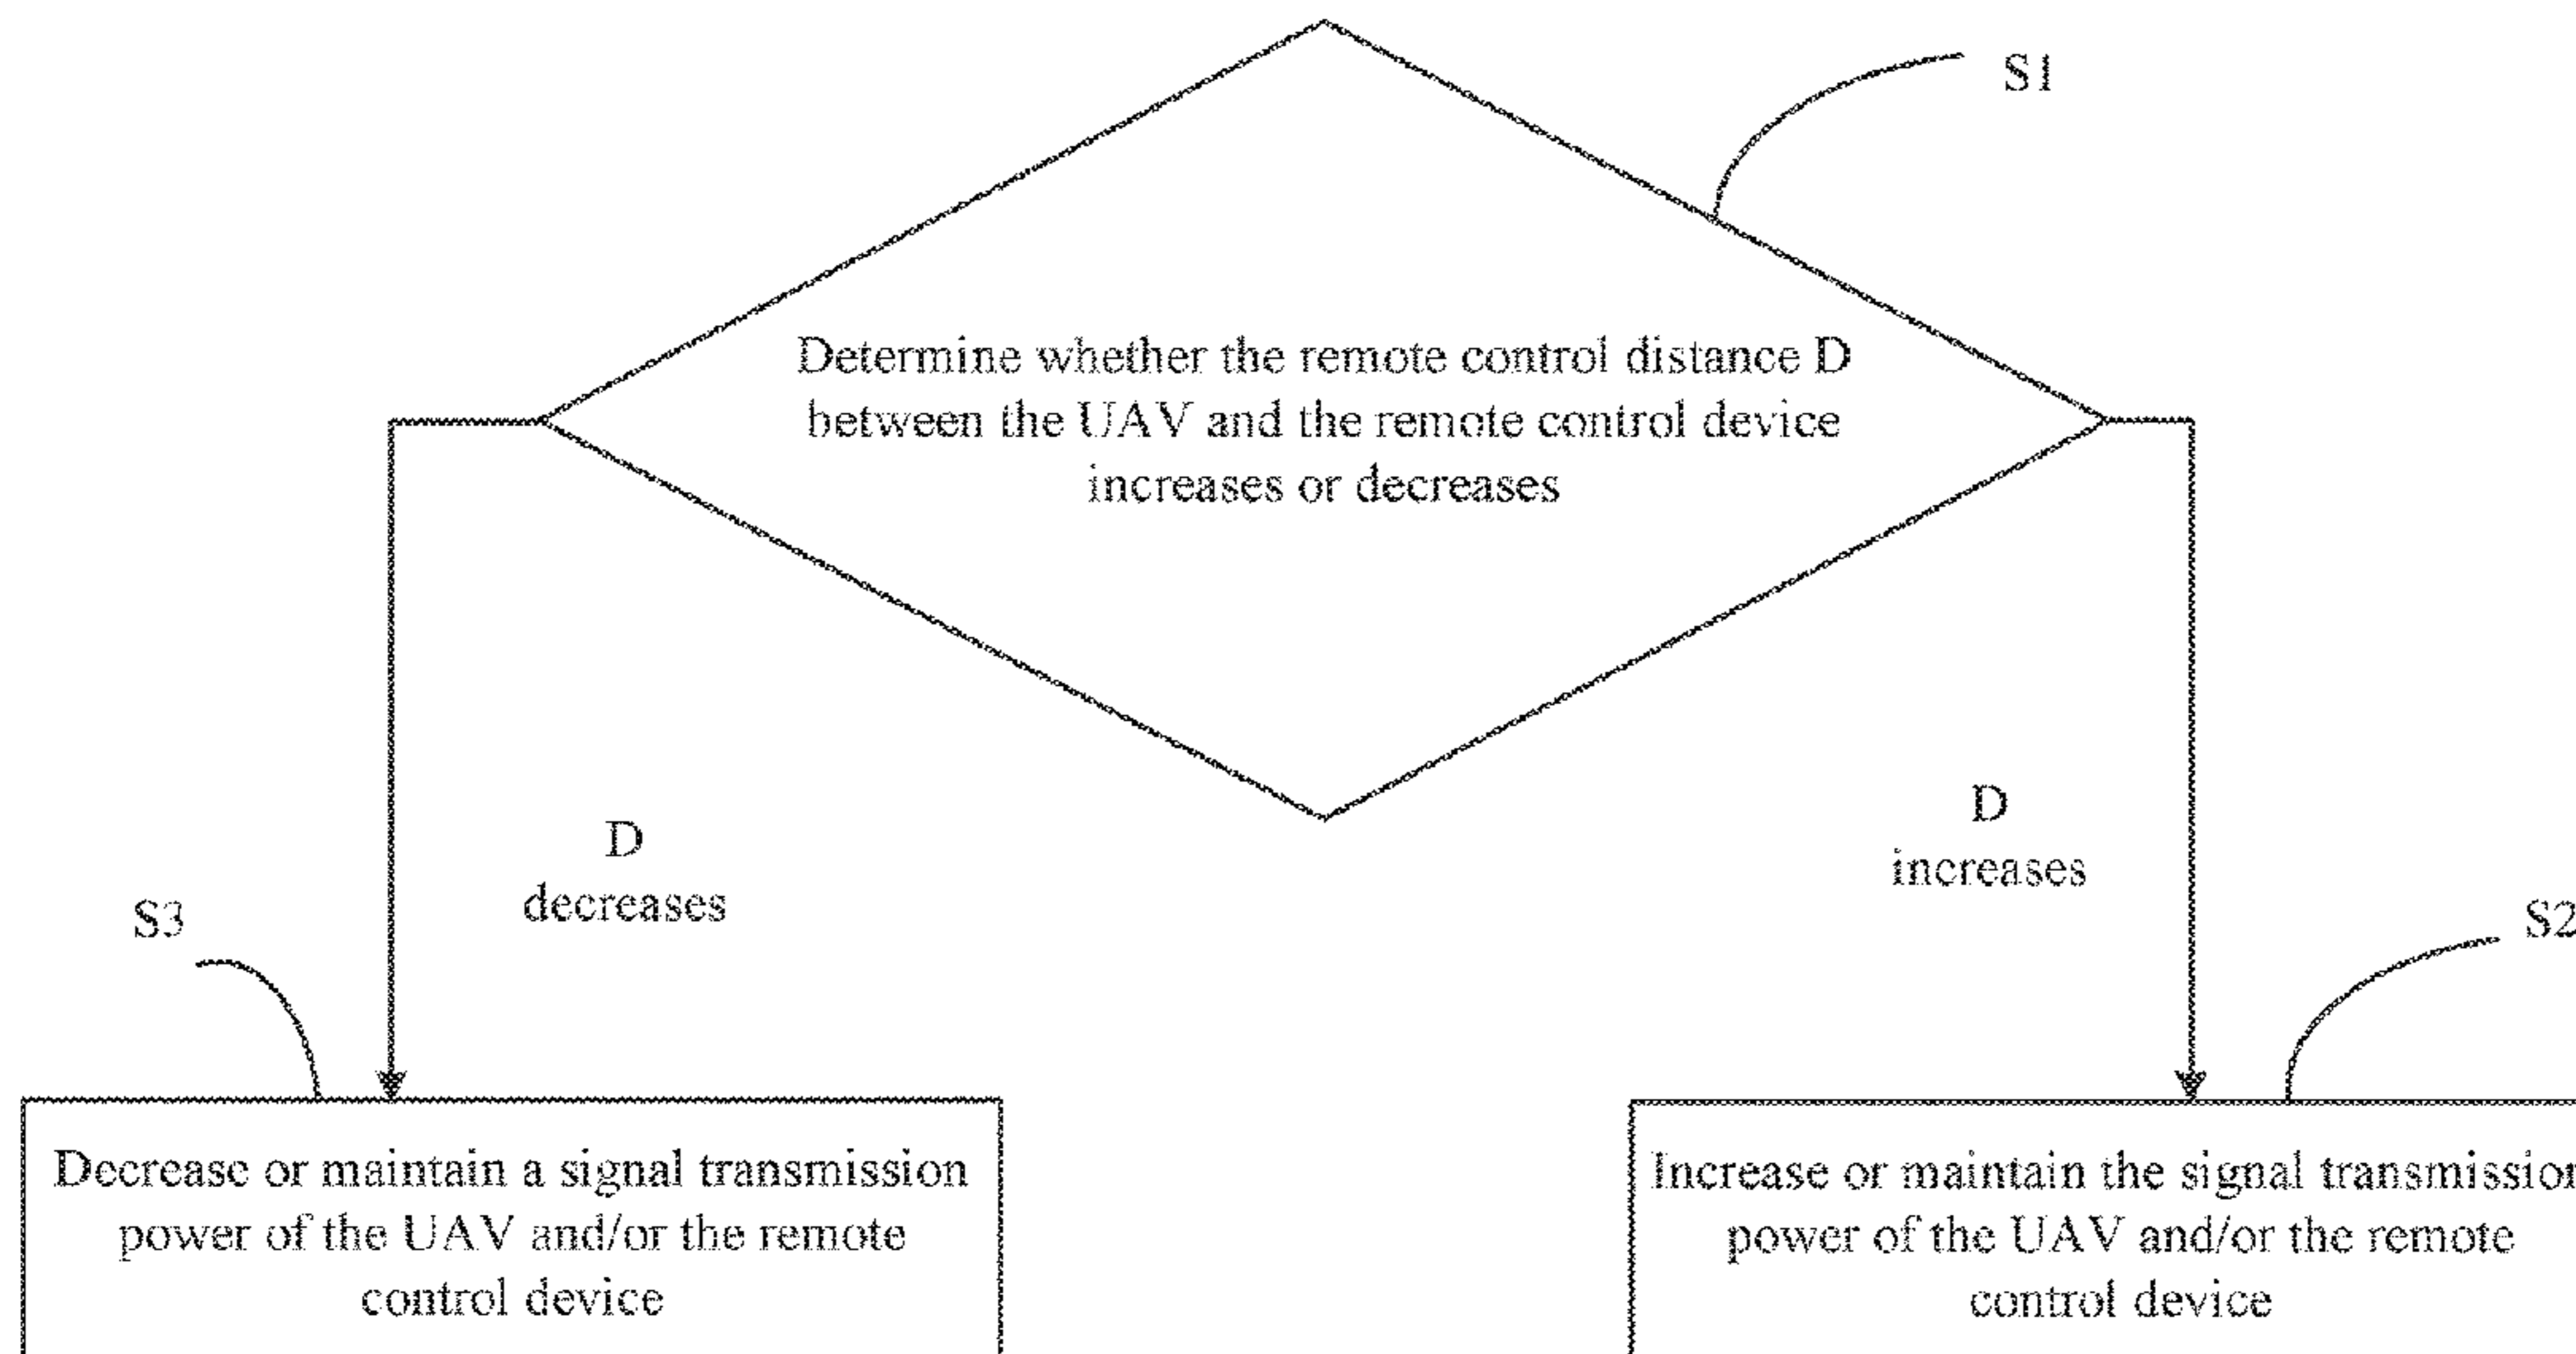 S1
Determine whether the remote control distance D
between the UAV and the remote control device
increases or decreases
D
decreases
D
increases
S3
S2
Decrease or maintain a signal transmission
power of the UAV and/or the remote
control device
Increase or maintain the signal transmission
power of the UAV and/or the remote
control device